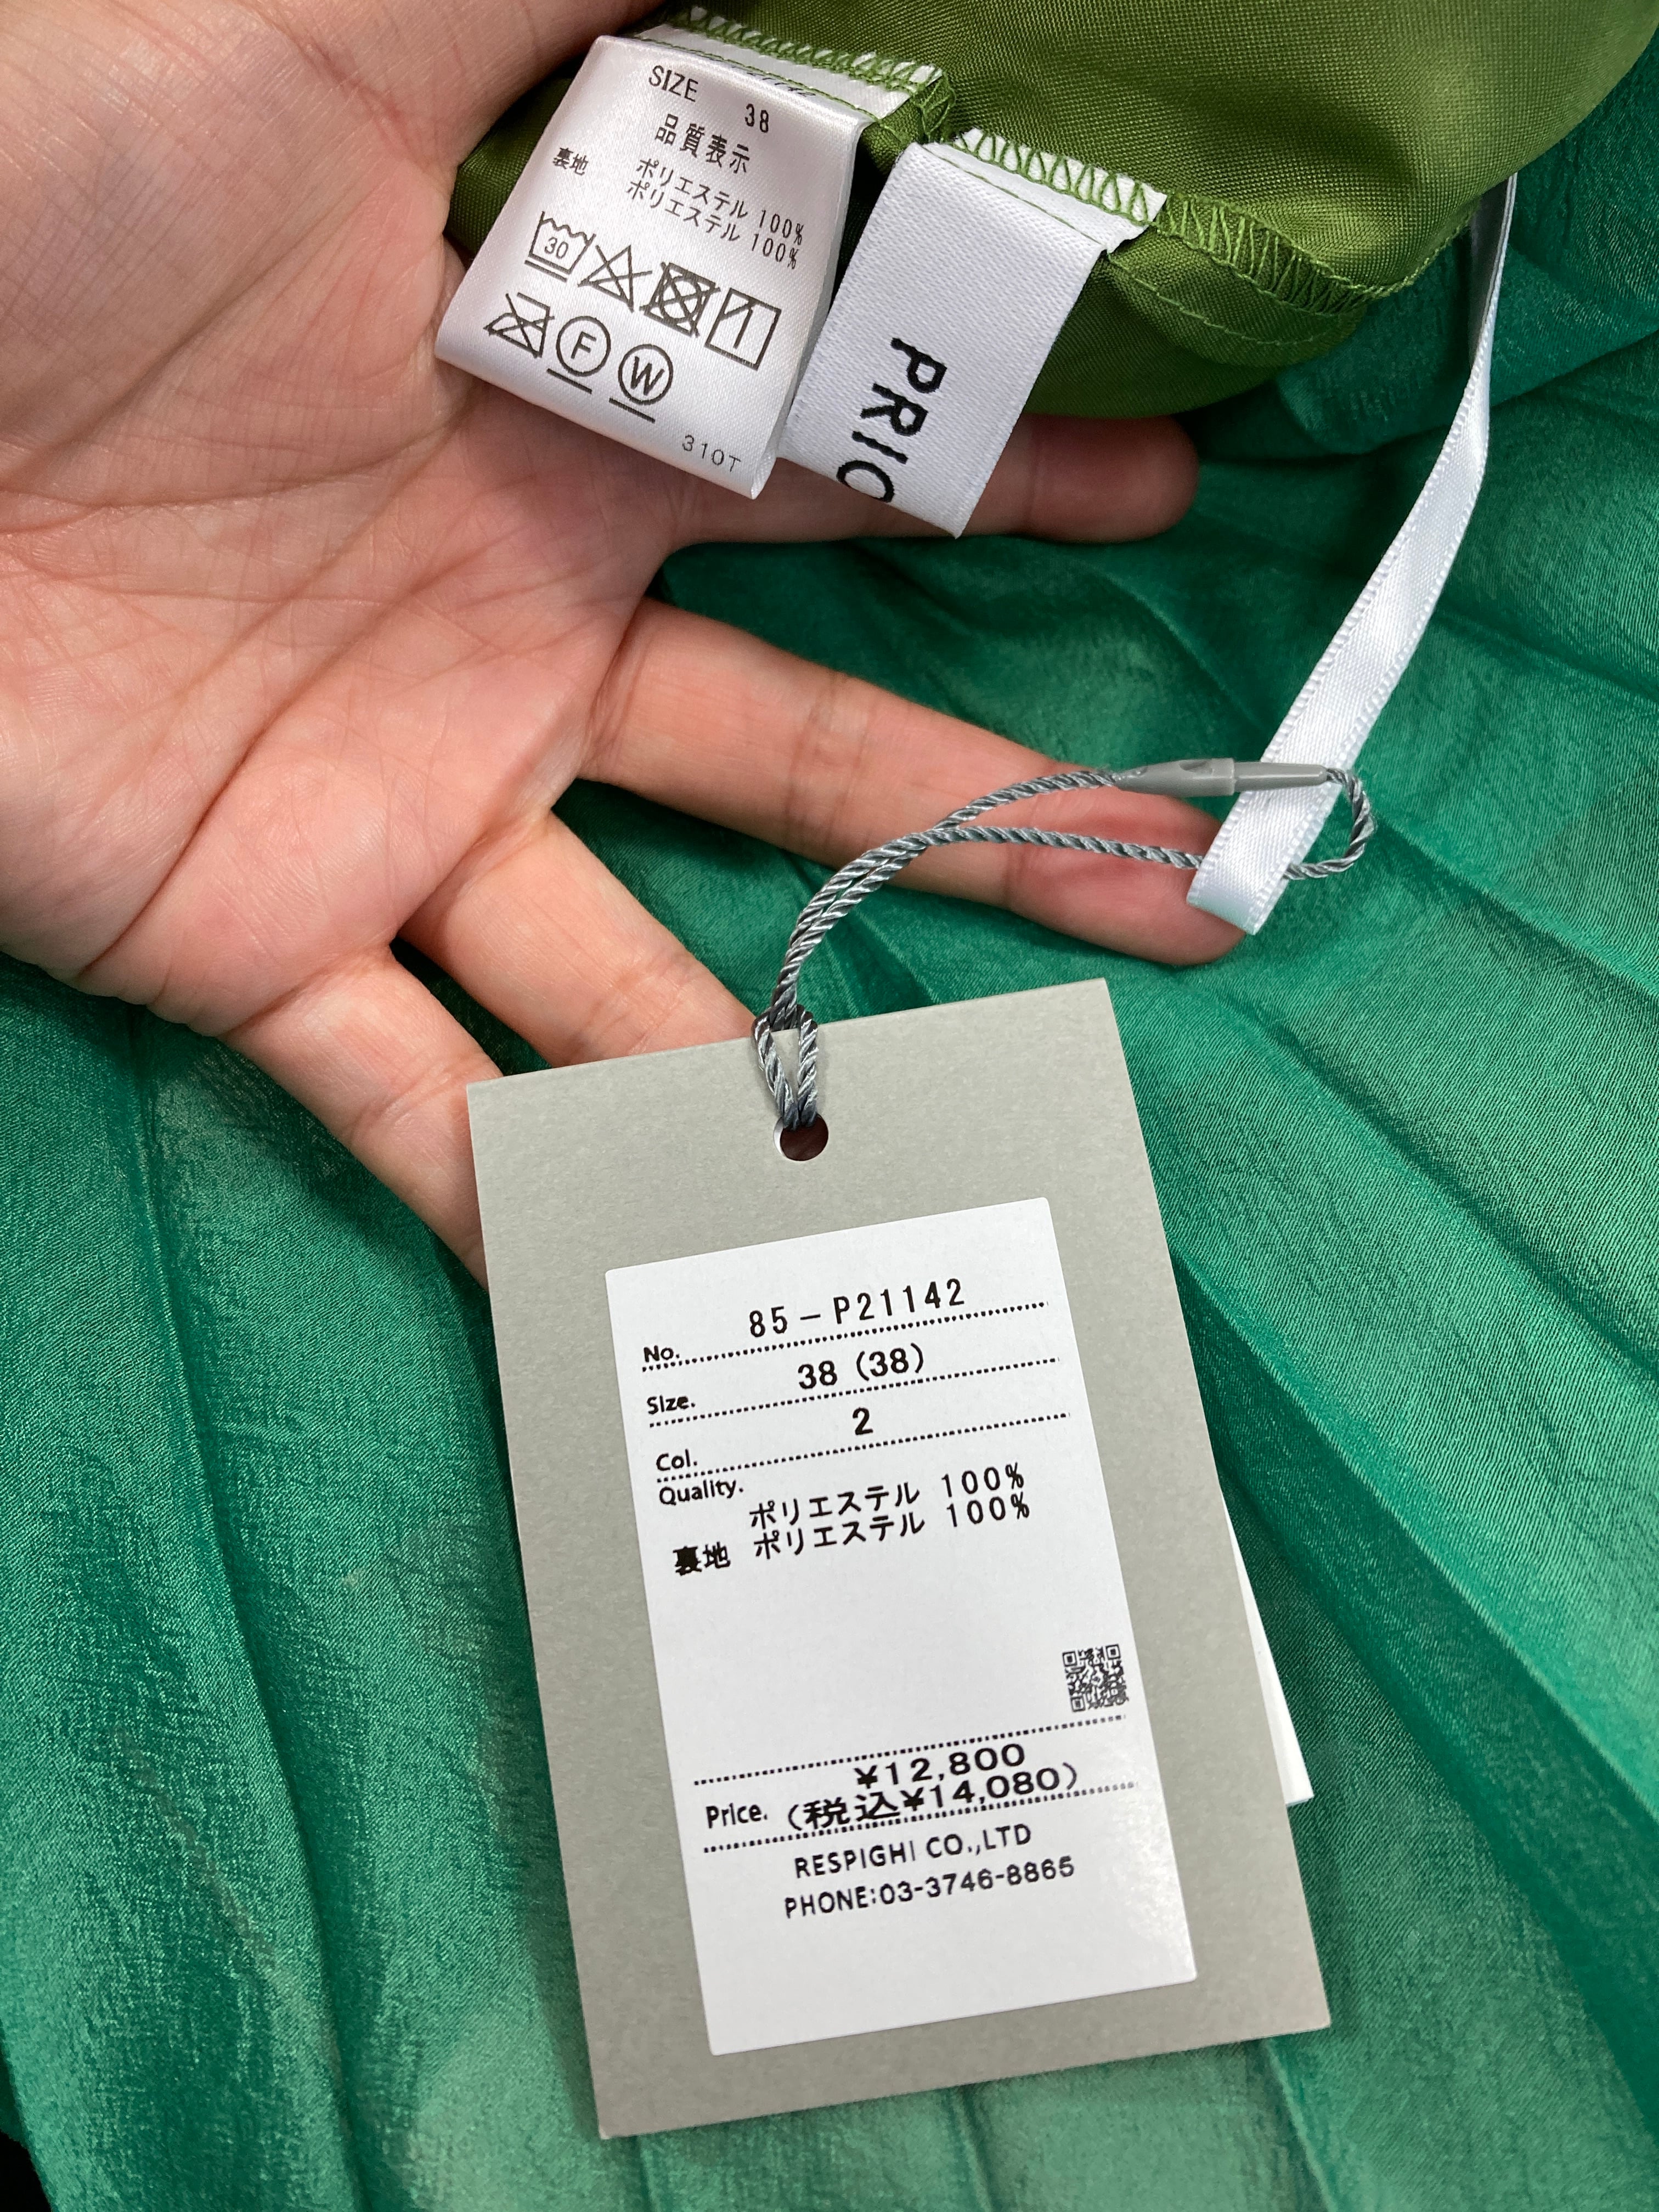 SIZE 38
品質表示
ポリエステル 100%
裏地 ポリエステル 100%
30
F W
310T
PRIO
No. 85-P21142
Size. 38 (38)
Col. 2
Quality.
ポリエステル 100%
裏地 ポリエステル 100%
¥12,800
Price. (税込¥14,080)
RESPIGHI CO.,LTD
PHONE:03-3746-8865